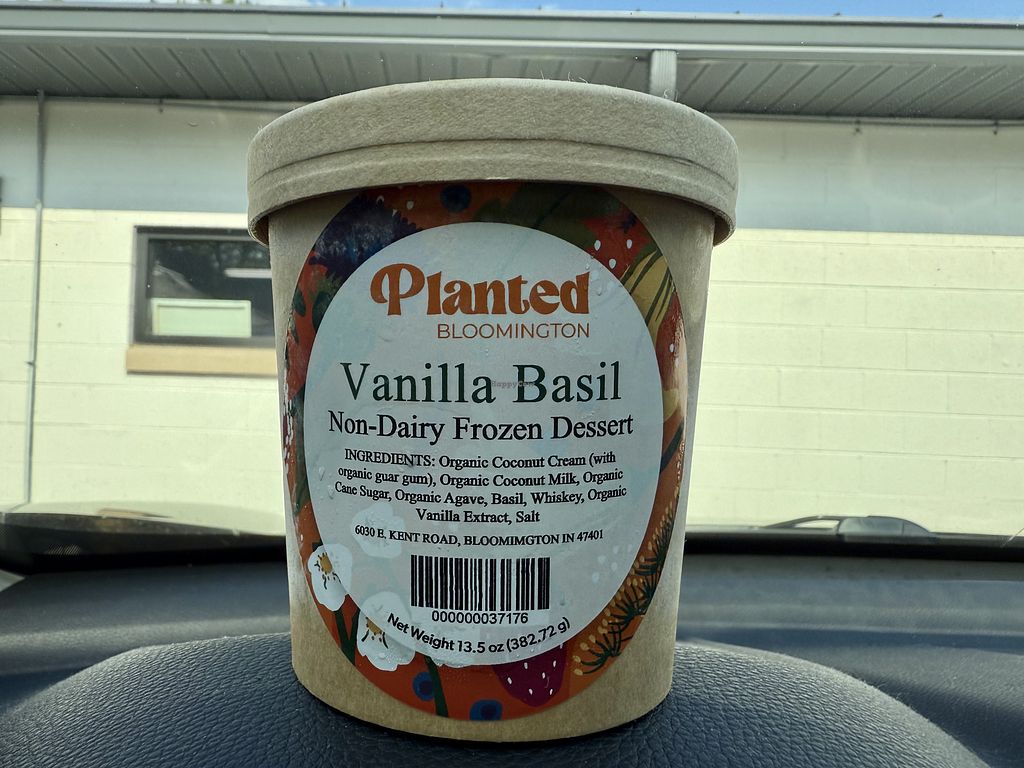 Planted
BLOOMINGTON
Vanilla Basil
HappyCow
Non-Dairy Frozen Dessert
INGREDIENTS: Organic Coconut Cream (with
organic guar gum), Organic Coconut Milk, Organic
Cane Sugar, Organic Agave, Basil, Whiskey, Organic
Vanilla Extract, Salt
6030 E. KENT ROAD, BLOOMIMGTON IN 47401
000000037176
Net Weight 13.5 oz (382.72 g)